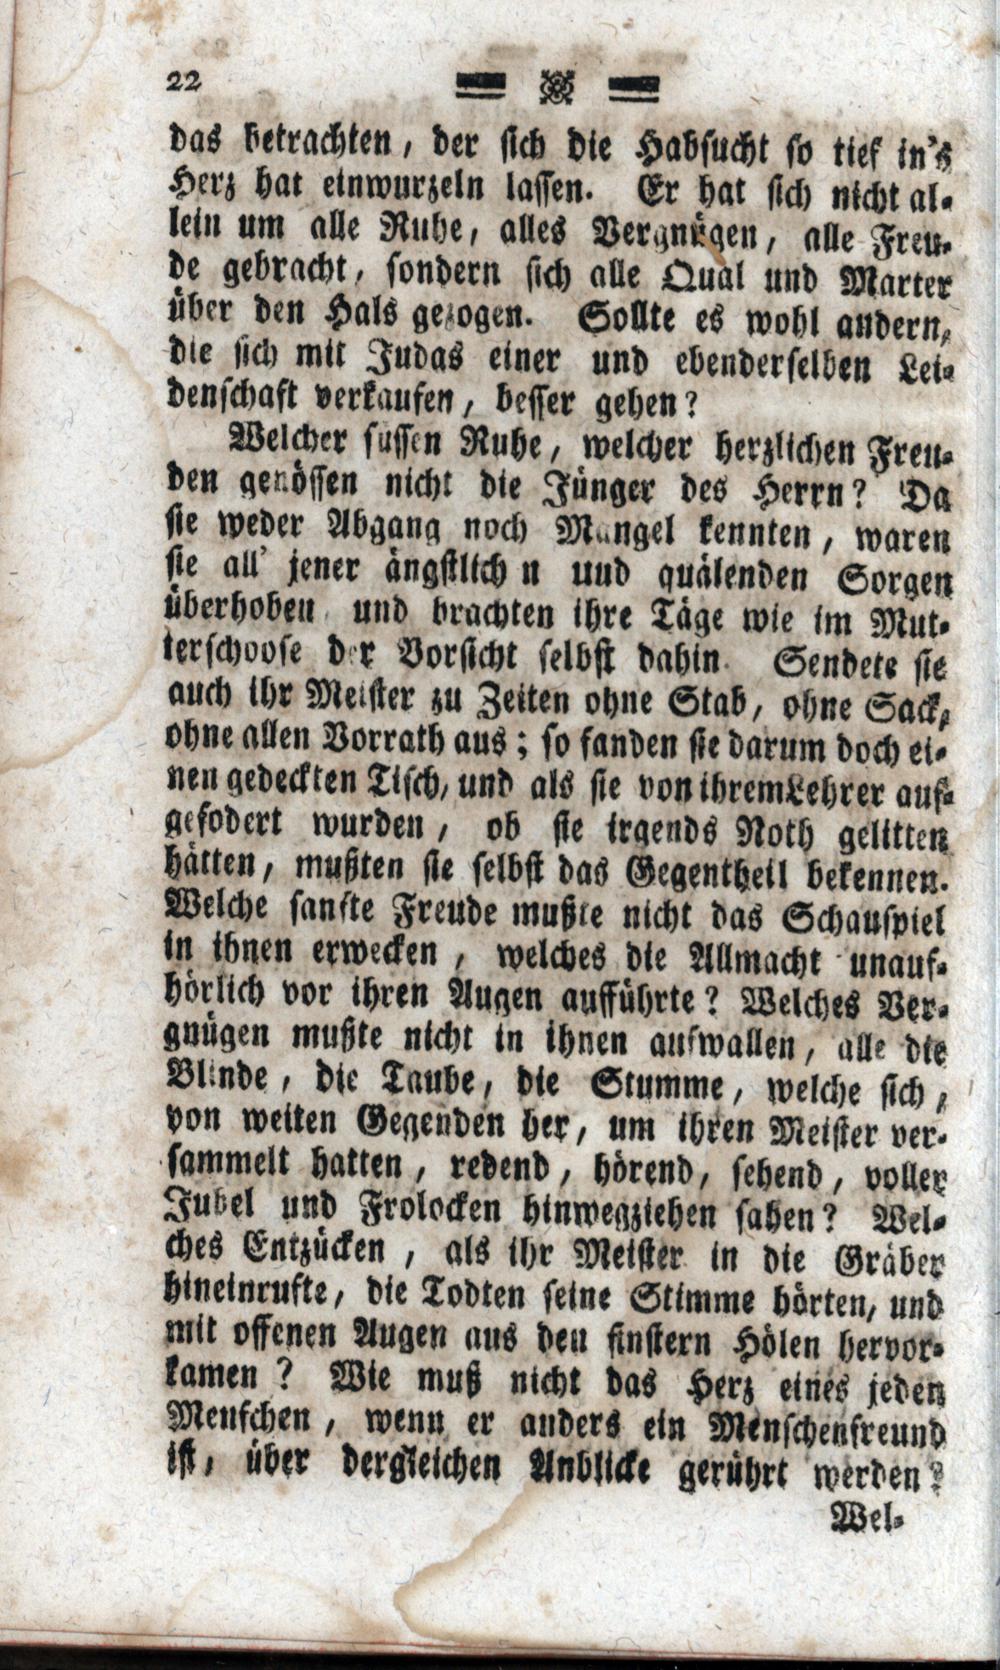 22
das betrachten, der sich die Habsucht so tief in's
Herz hat einwurzeln lassen. Er hat sich nicht al-
lein um alle Ruhe, alles Vergnügen, alle Freu-
de gebracht, sondern sich alle Qual und Marter
über den Hals gezogen. Sollte es wohl andern,
die sich mit Judas einer und ebenderselben Lei-
denschaft verkaufen, besser gehen?
Welcher süssen Ruhe, welcher herzlichen Freu-
den genössen nicht die Jünger des Herrn? Da
sie weder Abgang noch Mangel kennten, waren
sie all' jener ängstlichen und quälenden Sorgen
überhoben, und brachten ihre Täge wie im Mut-
terschoose der Vorsicht selbst dahin. Sendete sie
auch ihr Meister zu Zeiten ohne Stab, ohne Sack,
ohne allen Vorrath aus; so fanden sie darum doch ei-
nen gedeckten Tisch, und als sie von ihrem Lehrer auf-
gefodert wurden, ob sie irgends Noth gelitten
hätten, mußten sie selbst das Gegentheil bekennen.
Welche sanfte Freude mußte nicht das Schauspiel
in ihnen erwecken, welches die Allmacht unauf-
hörlich vor ihren Augen aufführte? Welches Ver-
gnügen mußte nicht in ihnen aufwallen, alle die
Blinde, die Taube, die Stumme, welche sich,
von weiten Gegenden her, um ihren Meister ver-
sammelt hatten, redend, hörend, sehend, voller
Jubel und Frolocken hinwegziehen sahen? Wel-
ches Entzücken, als ihr Meister in die Gräber
hineinrufte, die Todten seine Stimme hörten, und
mit offenen Augen aus den finstern Hölen hervor-
kamen? Wie muß nicht das Herz eines jeden
Menschen, wenn er anders ein Menschenfreund
ist, über dergleichen Anblicke gerührt werden?
Wel-